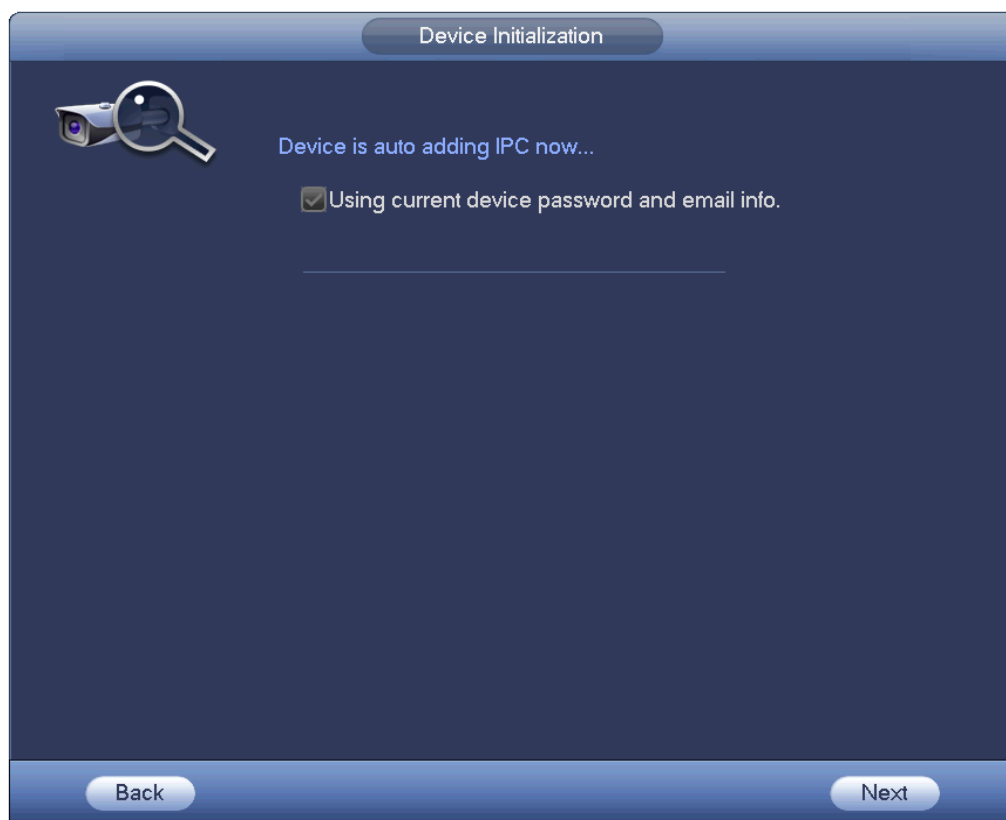 Device Initialization
Device is auto adding IPC now...
Using current device password and email info.
Back
Next